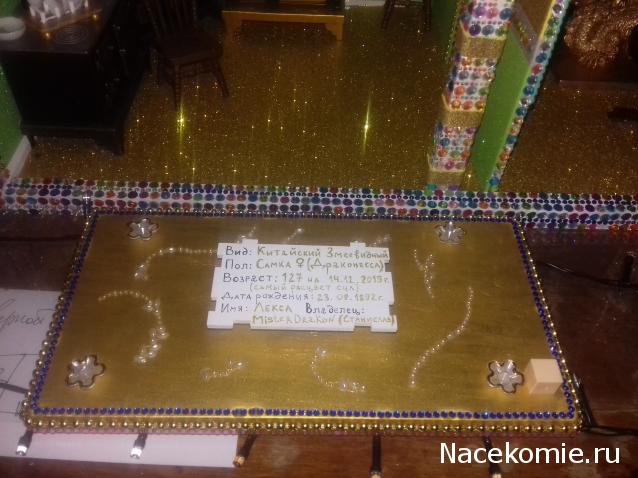 Вид: Китайский Змеевидный
Пол: Самка ♀ (Драконесса)
Возраст: 127 на 14.12.2019г.
(самый расцвет сил)
Дата рождения: 23.09.1892г.
Имя: Лекса Владелец:
MisterDrakon (Станислав)
Nacekomie.ru